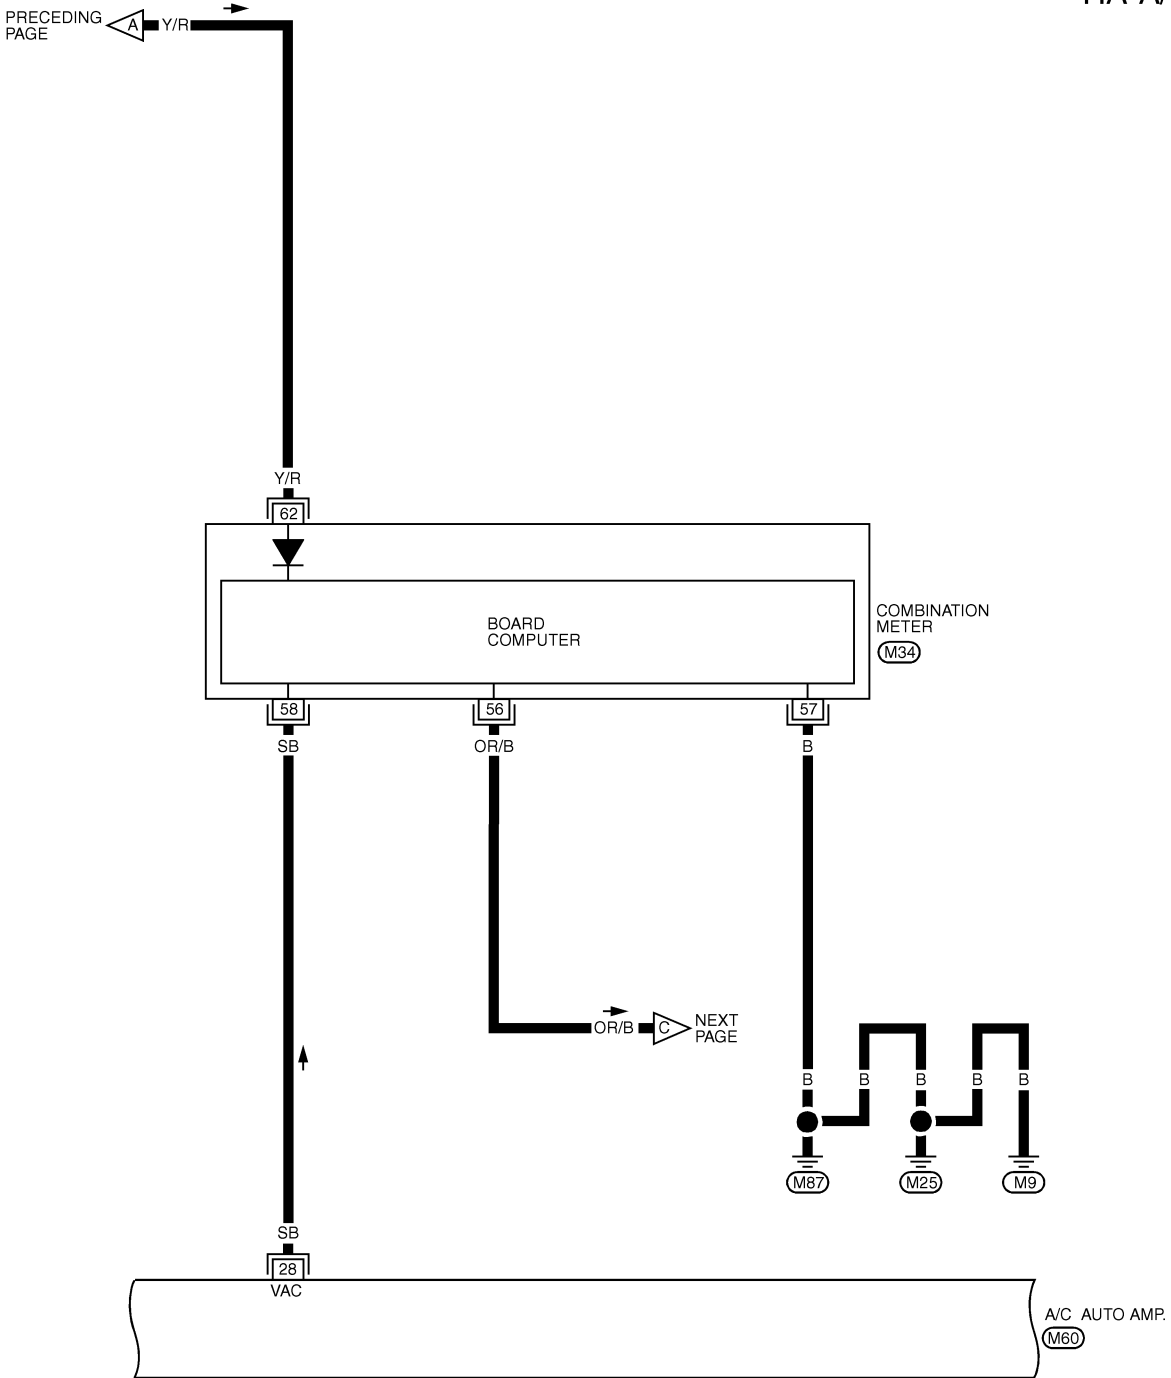 PRECEDING
PAGE
A
Y/R
Y/R
62
BOARD
COMPUTER
COMBINATION
METER
M34
58
56
57
SB
OR/B
B
OR/B
C
NEXT
PAGE
B
B
B
B
B
M87
M25
M9
SB
28
VAC
A/C AUTO AMP.
M60